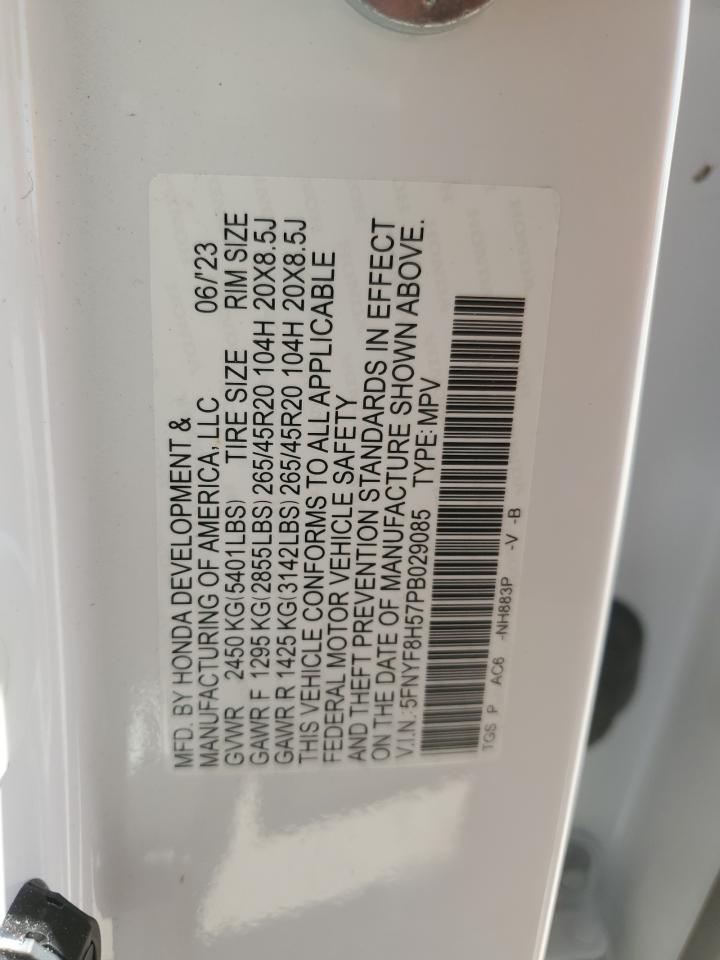 MFD. BY HONDA DEVELOPMENT &
MANUFACTURING OF AMERICA, LLC 06/'23
GVWR 2450 KG(5401LBS) TIRE SIZE RIM SIZE
GAWR F 1295 KG(2855LBS) 265/45R20 104H 20X8.5J
GAWR R 1425 KG(3142LBS) 265/45R20 104H 20X8.5J
THIS VEHICLE CONFORMS TO ALL APPLICABLE
FEDERAL MOTOR VEHICLE SAFETY
AND THEFT PREVENTION STANDARDS IN EFFECT
ON THE DATE OF MANUFACTURE SHOWN ABOVE.
V.I.N.:5FNYF8H57PB029085 TYPE:MPV
TGS P AC6 -NH883P -V -B